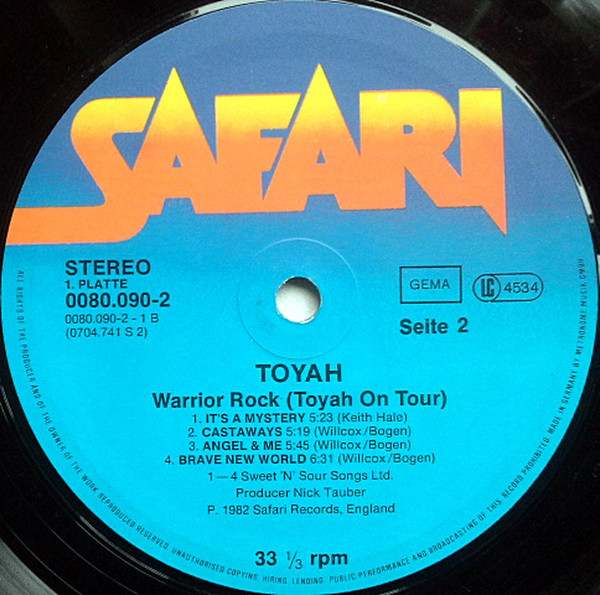 SAFARI
STEREO
1. PLATTE
0080.090-2
0080.090-2 - 1 B
(0704.741 S 2)
GEMA
LC 4534
Seite 2
TOYAH
Warrior Rock (Toyah On Tour)
1. IT'S A MYSTERY 5:23 (Keith Hale)
2. CASTAWAYS 5:19 (Willcox/Bogen)
3. ANGEL & ME 5:45 (Willcox/Bogen)
4. BRAVE NEW WORLD 6:31 (Willcox/Bogen)
1 — 4 Sweet 'N' Sour Songs Ltd.
Producer Nick Tauber
P. 1982 Safari Records, England
33 1/3 rpm
ALL RIGHTS OF THE PRODUCER AND OF THE OWNER OF THE WORK REPRODUCED RESERVED. UNAUTHORISED COPYING, HIRING, LENDING, PUBLIC PERFORMANCE AND BROADCASTING OF THIS RECORD PROHIBITED. MADE IN GERMANY BY METRONOME MUSIK GMBH